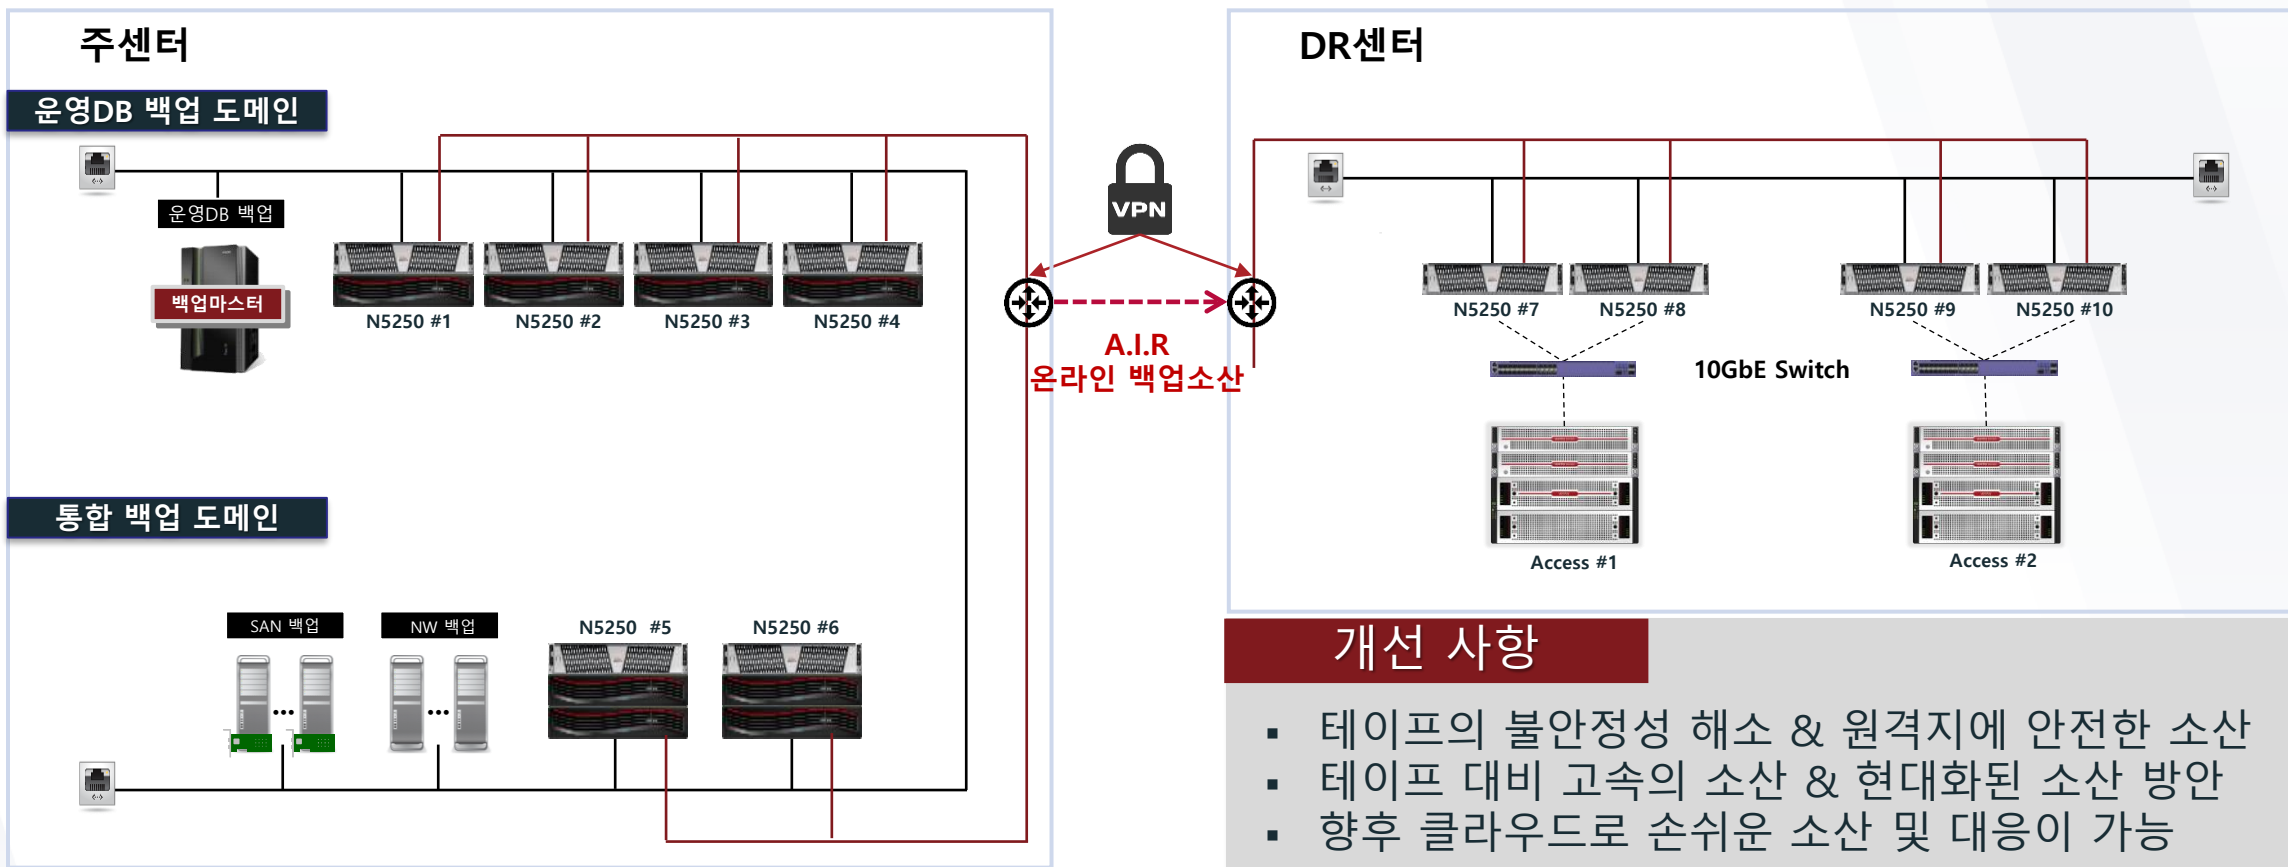 주센터
운영DB 백업 도메인
운영DB 백업
백업마스터
N5250 #1
N5250 #2
N5250 #3
N5250 #4
통합 백업 도메인
SAN 백업
NW 백업
N5250 #5
N5250 #6
VPN
A.I.R
온라인 백업소산
DR센터
N5250 #7
N5250 #8
N5250 #9
N5250 #10
10GbE Switch
Access #1
Access #2
개선 사항
▪ 테이프의 불안정성 해소 & 원격지에 안전한 소산
▪ 테이프 대비 고속의 소산 & 현대화된 소산 방안
▪ 향후 클라우드로 손쉬운 소산 및 대응이 가능